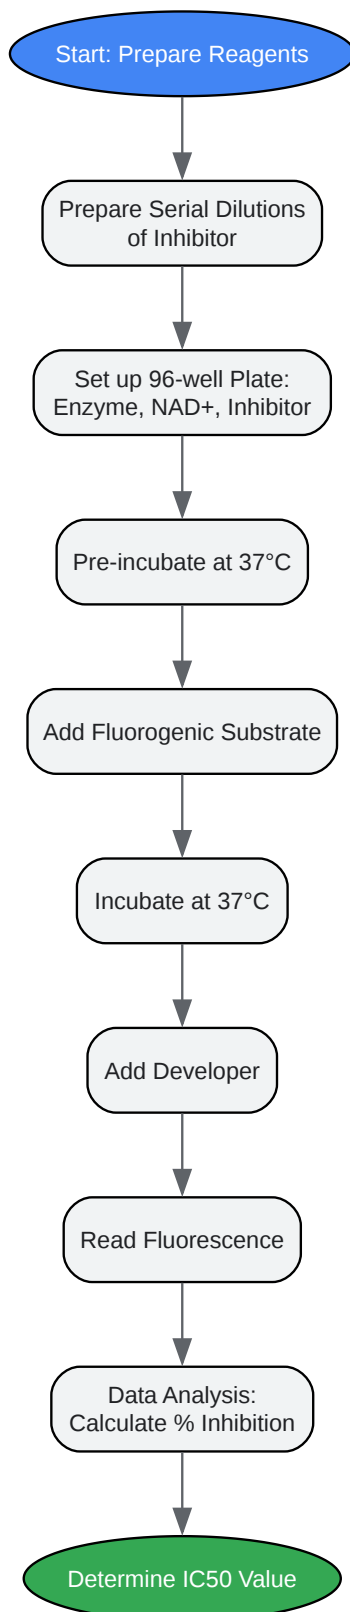 Start: Prepare Reagents
Prepare Serial Dilutions
of Inhibitor
Set up 96-well Plate:
Enzyme, NAD+, Inhibitor
Pre-incubate at 37°C
Add Fluorogenic Substrate
Incubate at 37°C
Add Developer
Read Fluorescence
Data Analysis:
Calculate % Inhibition
Determine IC50 Value